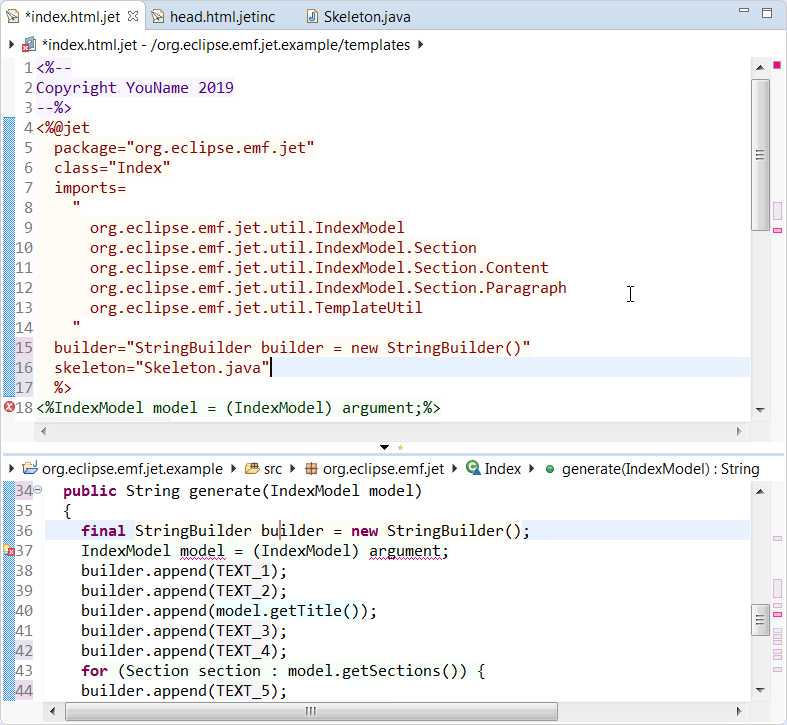 *index.html.jet head.html.jetinc Skeleton.java
*index.html.jet - /org.eclipse.emf.jet.example/templates
1 <%--
2 Copyright YouName 2019
3 --%>
4 <%@jet
5 package="org.eclipse.emf.jet"
6 class="Index"
7 imports=
8 "
9 org.eclipse.emf.jet.util.IndexModel
10 org.eclipse.emf.jet.util.IndexModel.Section
11 org.eclipse.emf.jet.util.IndexModel.Section.Content
12 org.eclipse.emf.jet.util.IndexModel.Section.Paragraph
13 org.eclipse.emf.jet.util.TemplateUtil
14 "
15 builder="StringBuilder builder = new StringBuilder()"
16 skeleton="Skeleton.java"
17 %>
18 <%IndexModel model = (IndexModel) argument;%>
org.eclipse.emf.jet.example src org.eclipse.emf.jet Index generate(IndexModel) : String
34 public String generate(IndexModel model)
35 {
36 final StringBuilder builder = new StringBuilder();
37 IndexModel model = (IndexModel) argument;
38 builder.append(TEXT_1);
39 builder.append(TEXT_2);
40 builder.append(model.getTitle());
41 builder.append(TEXT_3);
42 builder.append(TEXT_4);
43 for (Section section : model.getSections()) {
44 builder.append(TEXT_5);